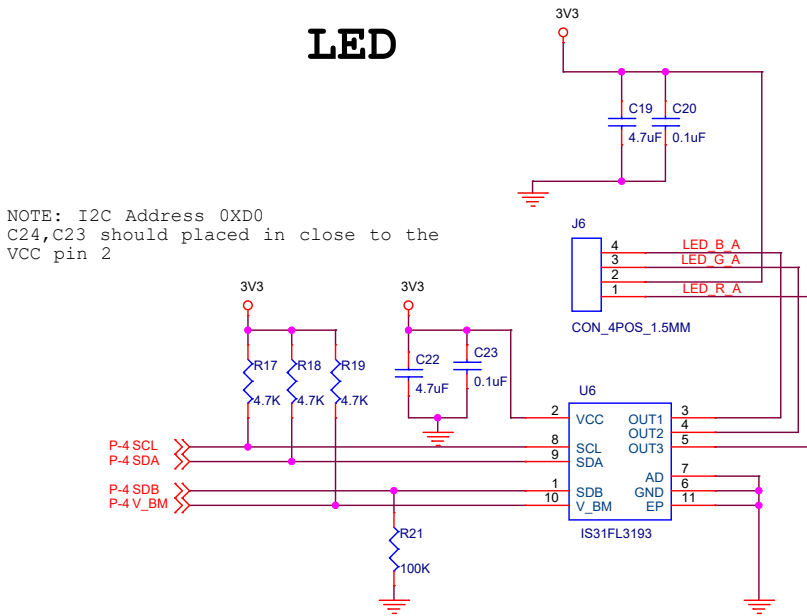 3V3
LED
C19
C20
4.7uF
0.1uF
NOTE: I2C Address 0XD0
C24,C23 should placed in close to the
VCC pin 2
J6
4
LED_B_A
3
LED_G_A
2
1
LED_R_A
CON_4POS_1.5MM
3V3
3V3
R17
R18
R19
4.7K
4.7K
4.7K
C22
C23
4.7uF
0.1uF
U6
2
VCC
OUT1
3
OUT2
4
P-4 SCL
8
SCL
OUT3
5
P-4 SDA
9
SDA
AD
7
P-4 SDB
1
SDB
GND
6
P-4 V_BM
10
V_BM
EP
11
IS31FL3193
R21
100K